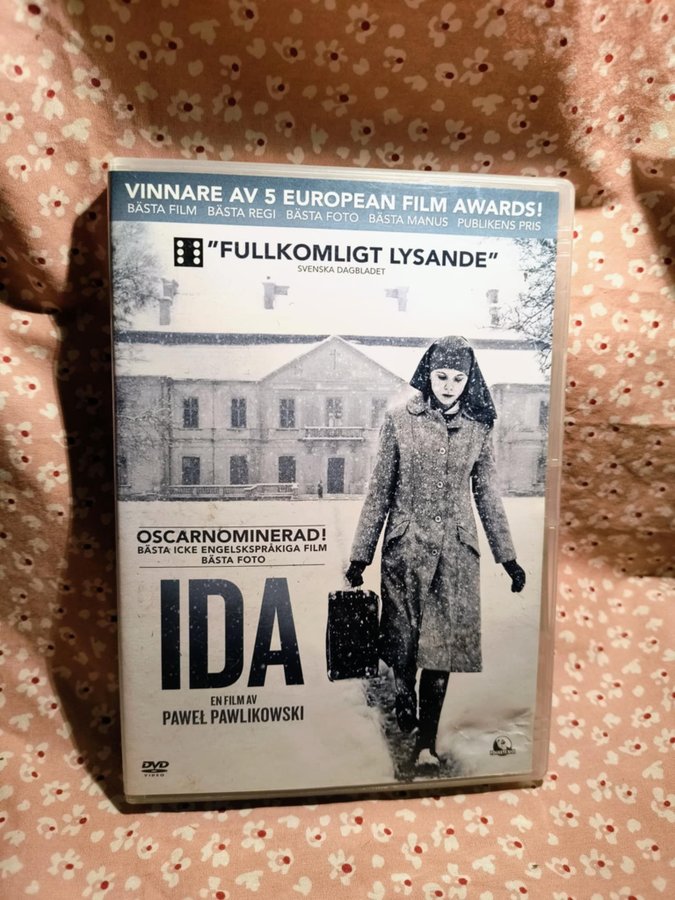 VINNARE AV 5 EUROPEAN FILM AWARDS!
BÄSTA FILM BÄSTA REGI BÄSTA FOTO BÄSTA MANUS PUBLIKENS PRIS
"FULLKOMLIGT LYSANDE"
SVENSKA DAGBLADET
OSCARNOMINERAD!
BÄSTA ICKE ENGELSKSPRÅKIGA FILM
BÄSTA FOTO
IDA
EN FILM AV
PAWEŁ PAWLIKOWSKI
DVD
VIDEO